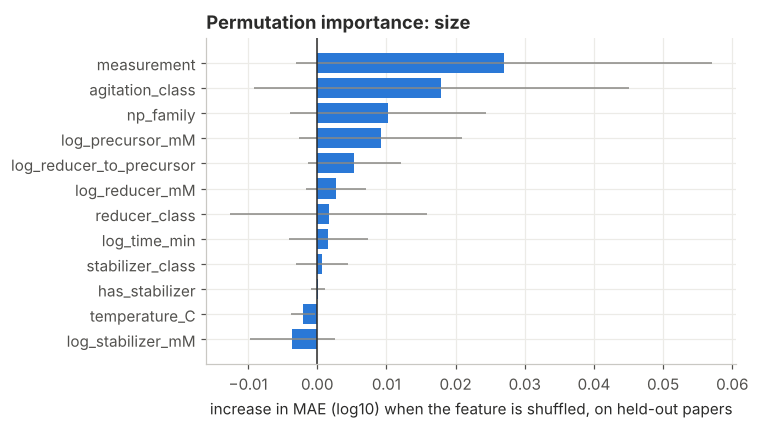 Permutation importance: size
measurement
agitation_class
np_family
log_precursor_mM
log_reducer_to_precursor
log_reducer_mM
reducer_class
log_time_min
stabilizer_class
has_stabilizer
temperature_C
log_stabilizer_mM
−0.01 0.00 0.01 0.02 0.03 0.04 0.05 0.06
increase in MAE (log10) when the feature is shuffled, on held-out papers